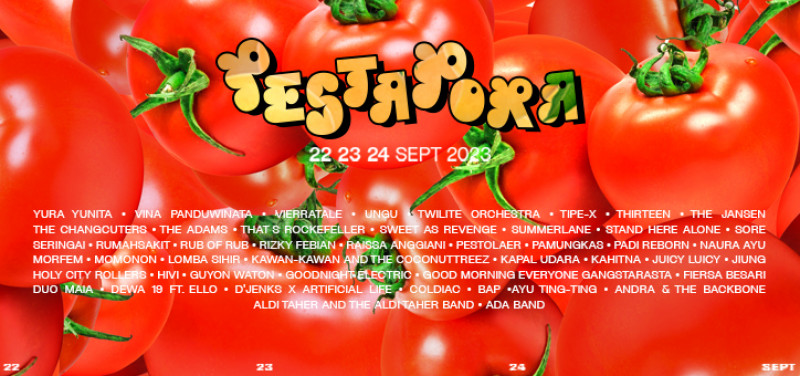 PESTAPORA
22 23 24 SEPT 2023
YURA YUNITA • VINA PANDUWINATA • VIERRATALE • UNGU • TWILITE ORCHESTRA • TIPE-X • THIRTEEN • THE JANSEN
THE CHANGCUTERS • THE ADAMS • THAT'S ROCKEFELLER • SWEET AS REVENGE • SUMMERLANE • STAND HERE ALONE • SORE
SERINGAI • RUMAHSAKIT • RUB OF RUB • RIZKY FEBIAN • RAISSA ANGGIANI • PESTOLAER • PAMUNGKAS • PADI REBORN • NAURA AYU
MORFEM • MOMONON • LOMBA SIHIR • KAWAN-KAWAN AND THE COCONUTTREEZ • KAPAL UDARA • KAHITNA • JUICY LUICY • JIUNG
HOLY CITY ROLLERS • HIVI • GUYON WATON • GOODNIGHT ELECTRIC • GOOD MORNING EVERYONE GANGSTARASTA • FIERSA BESARI
DUO MAIA • DEWA 19 FT. ELLO • D'JENKS X ARTIFICIAL LIFE • COLDIAC • BAP •AYU TING-TING • ANDRA & THE BACKBONE
ALDI TAHER AND THE ALDI TAHER BAND • ADA BAND
22 23 24 SEPT